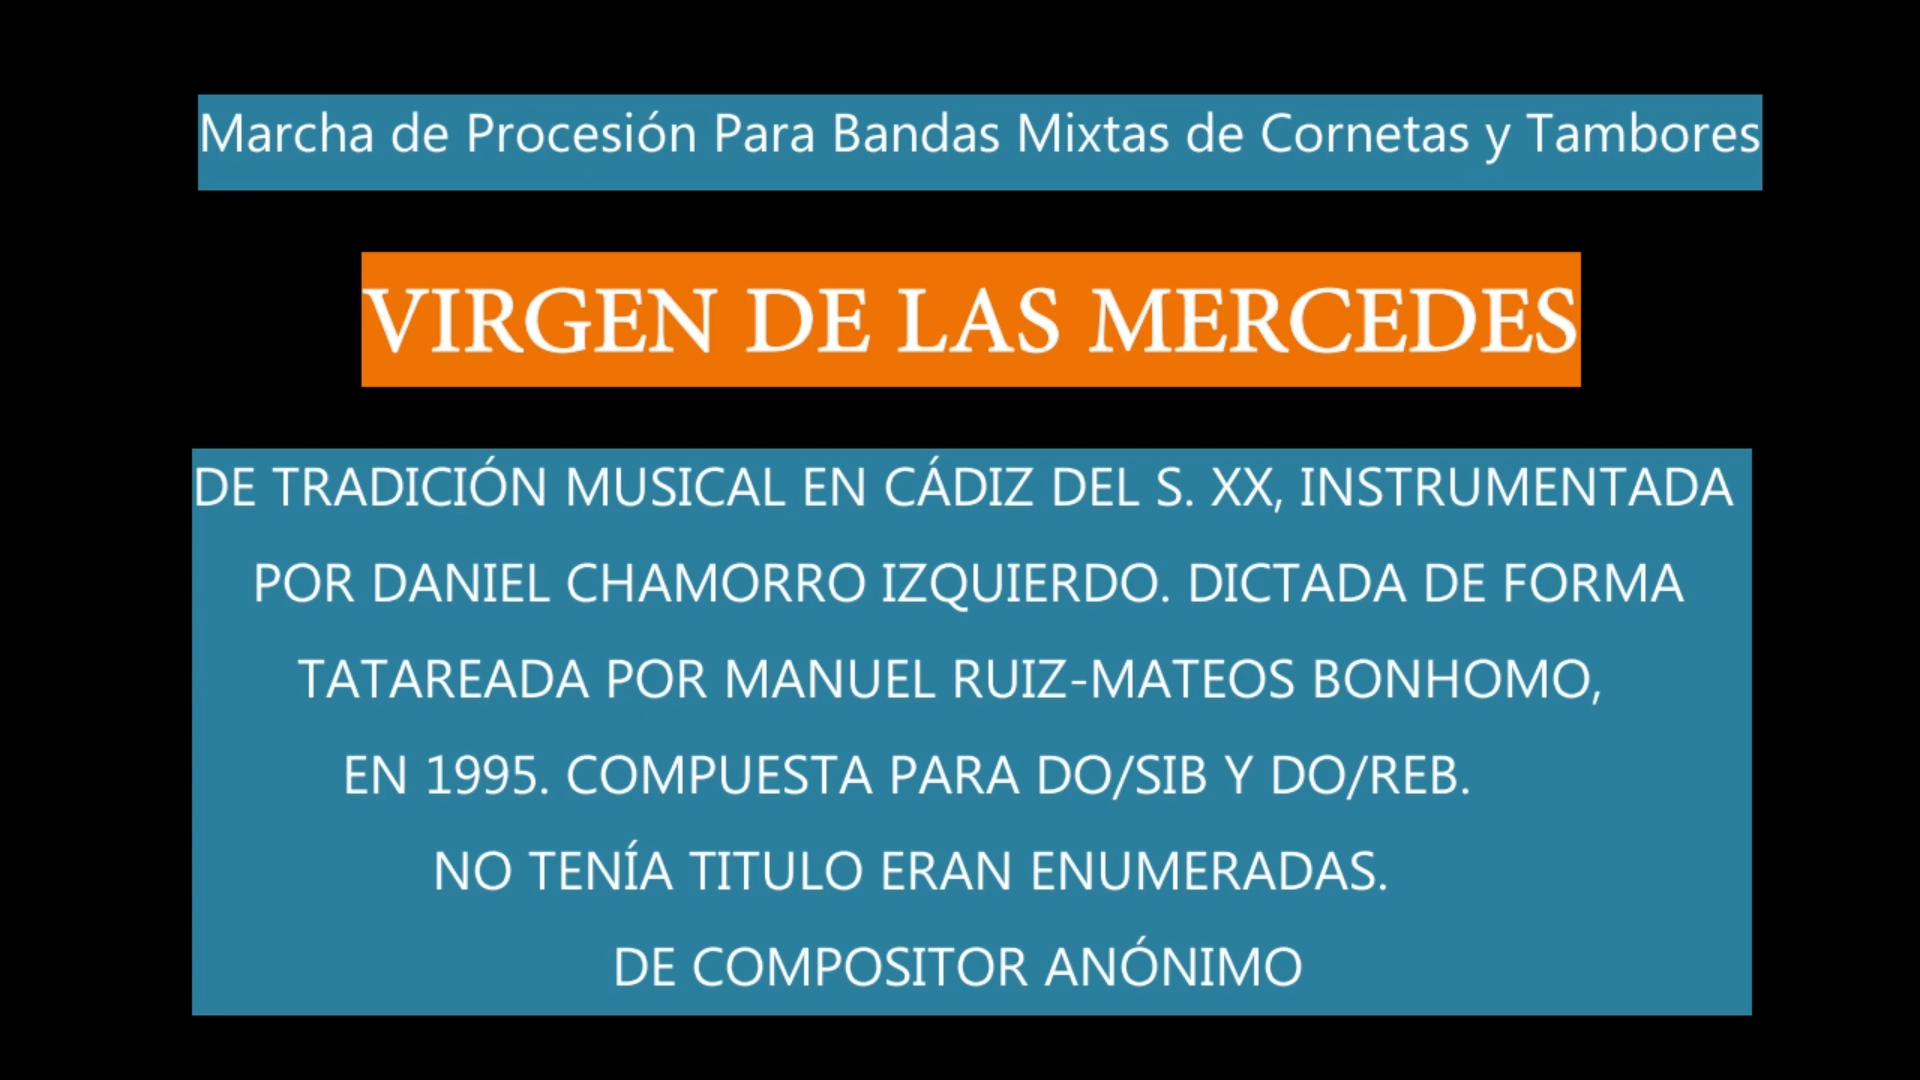 Marcha de Procesión Para Bandas Mixtas de Cornetas y Tambores
VIRGEN DE LAS MERCEDES
DE TRADICIÓN MUSICAL EN CÁDIZ DEL S. XX, INSTRUMENTADA
POR DANIEL CHAMORRO IZQUIERDO. DICTADA DE FORMA
TATAREADA POR MANUEL RUIZ-MATEOS BONHOMO,
EN 1995. COMPUESTA PARA DO/SIB Y DO/REB.
NO TENÍA TITULO ERAN ENUMERADAS.
DE COMPOSITOR ANÓNIMO